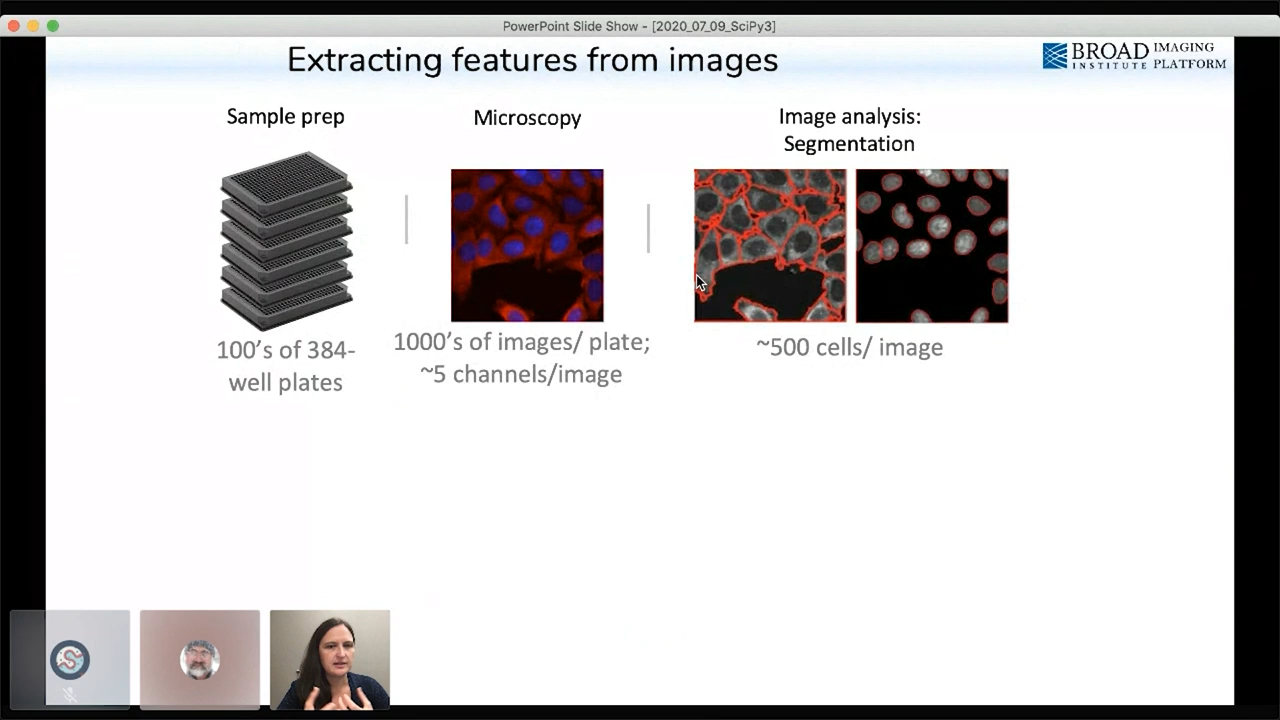 PowerPoint Slide Show - [2020_07_09_SciPy3]
Extracting features from images
BROAD
INSTITUTE
IMAGING
PLATFORM
Sample prep
Microscopy
Image analysis:
Segmentation
100's of 384-
well plates
1000's of images/ plate;
~5 channels/image
~500 cells/ image